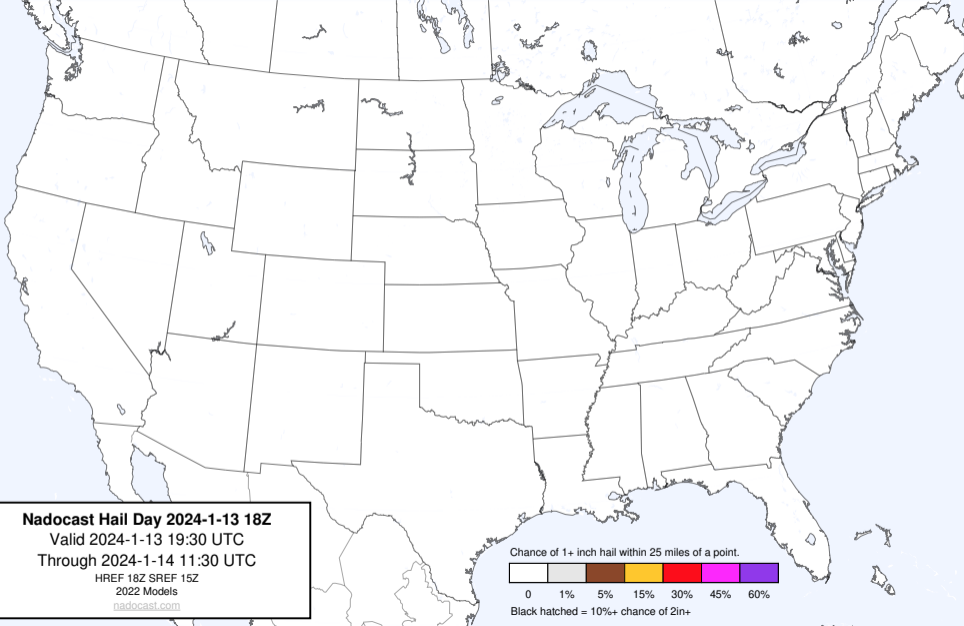 Nadocast Hail Day 2024-1-13 18Z
Valid 2024-1-13 19:30 UTC
Through 2024-1-14 11:30 UTC
HREF 18Z SREF 15Z
2022 Models
nadocast.com
Chance of 1+ inch hail within 25 miles of a point.
0 1% 5% 15% 30% 45% 60%
Black hatched = 10%+ chance of 2in+